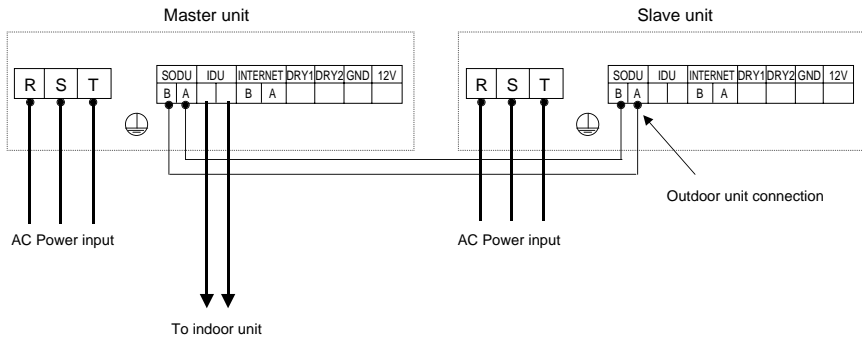 Master unit
Slave unit
R S T
SODU IDU INTERNET DRY1 DRY2 GND 12V
B A B A
R S T
SODU IDU INTERNET DRY1 DRY2 GND 12V
B A B A
Outdoor unit connection
AC Power input
AC Power input
To indoor unit